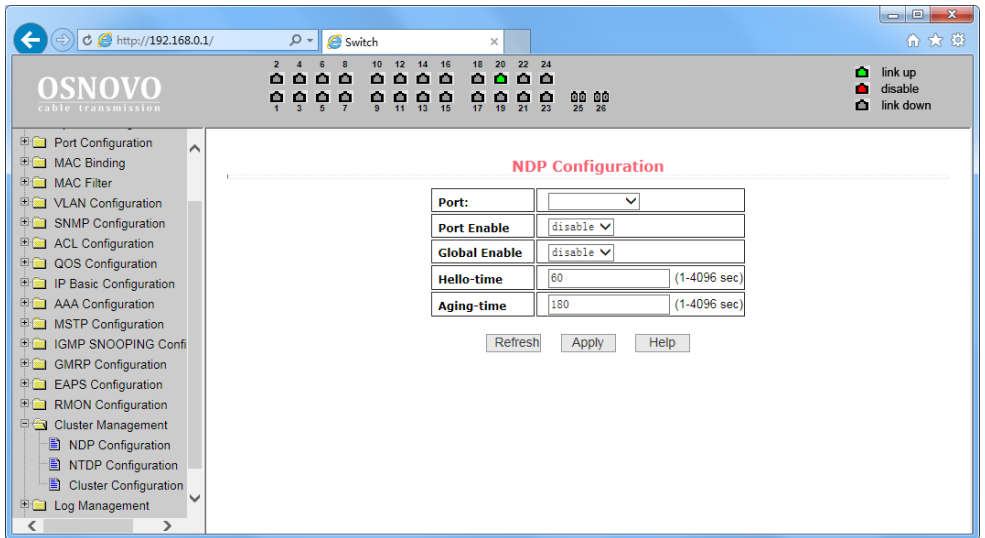 http://192.168.0.1/
Switch
2 4 6 8 10 12 14 16 18 20 22 24
1 3 5 7 9 11 13 15 17 19 21 23 25 26
link up
disable
link down
OSNOVO
cable transmission
Port Configuration
MAC Binding
MAC Filter
VLAN Configuration
SNMP Configuration
ACL Configuration
QOS Configuration
IP Basic Configuration
AAA Configuration
MSTP Configuration
IGMP SNOOPING Confi
GMRP Configuration
EAPS Configuration
RMON Configuration
Cluster Management
NDP Configuration
NTDP Configuration
Cluster Configuration
Log Management
NDP Configuration
Port:
Port Enable disable
Global Enable disable
Hello-time 60 (1-4096 sec)
Aging-time 180 (1-4096 sec)
Refresh Apply Help